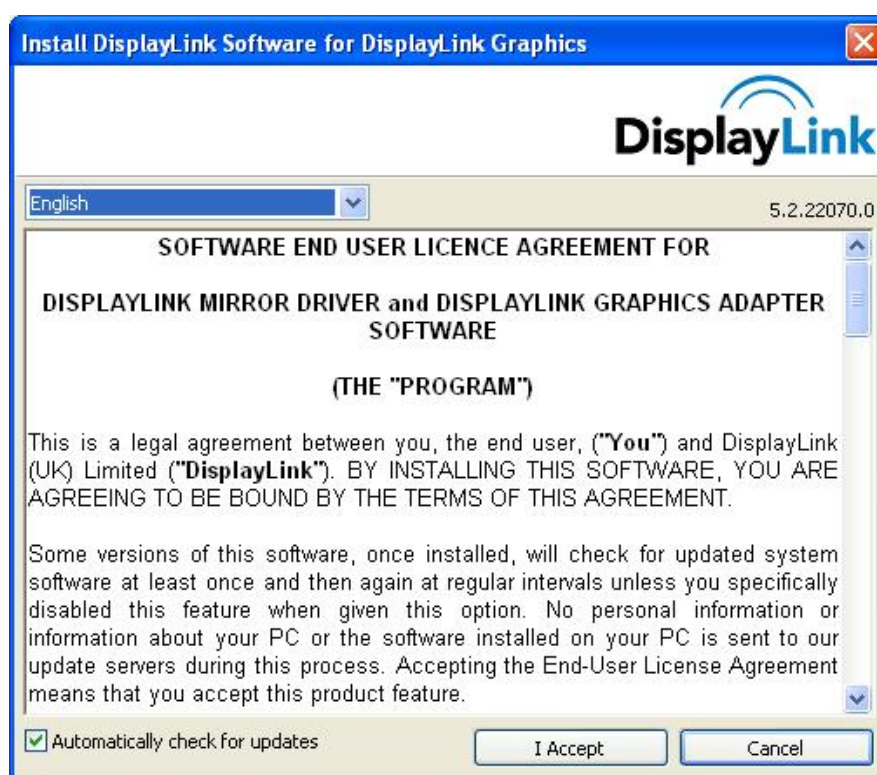 Install DisplayLink Software for DisplayLink Graphics
DisplayLink
English
5.2.22070.0
SOFTWARE END USER LICENCE AGREEMENT FOR
DISPLAYLINK MIRROR DRIVER and DISPLAYLINK GRAPHICS ADAPTER
SOFTWARE
(THE "PROGRAM")
This is a legal agreement between you, the end user, ("You") and DisplayLink
(UK) Limited ("DisplayLink"). BY INSTALLING THIS SOFTWARE, YOU ARE
AGREEING TO BE BOUND BY THE TERMS OF THIS AGREEMENT.
Some versions of this software, once installed, will check for updated system
software at least once and then again at regular intervals unless you specifically
disabled this feature when given this option. No personal information or
information about your PC or the software installed on your PC is sent to our
update servers during this process. Accepting the End-User License Agreement
means that you accept this product feature.
Automatically check for updates
I Accept
Cancel